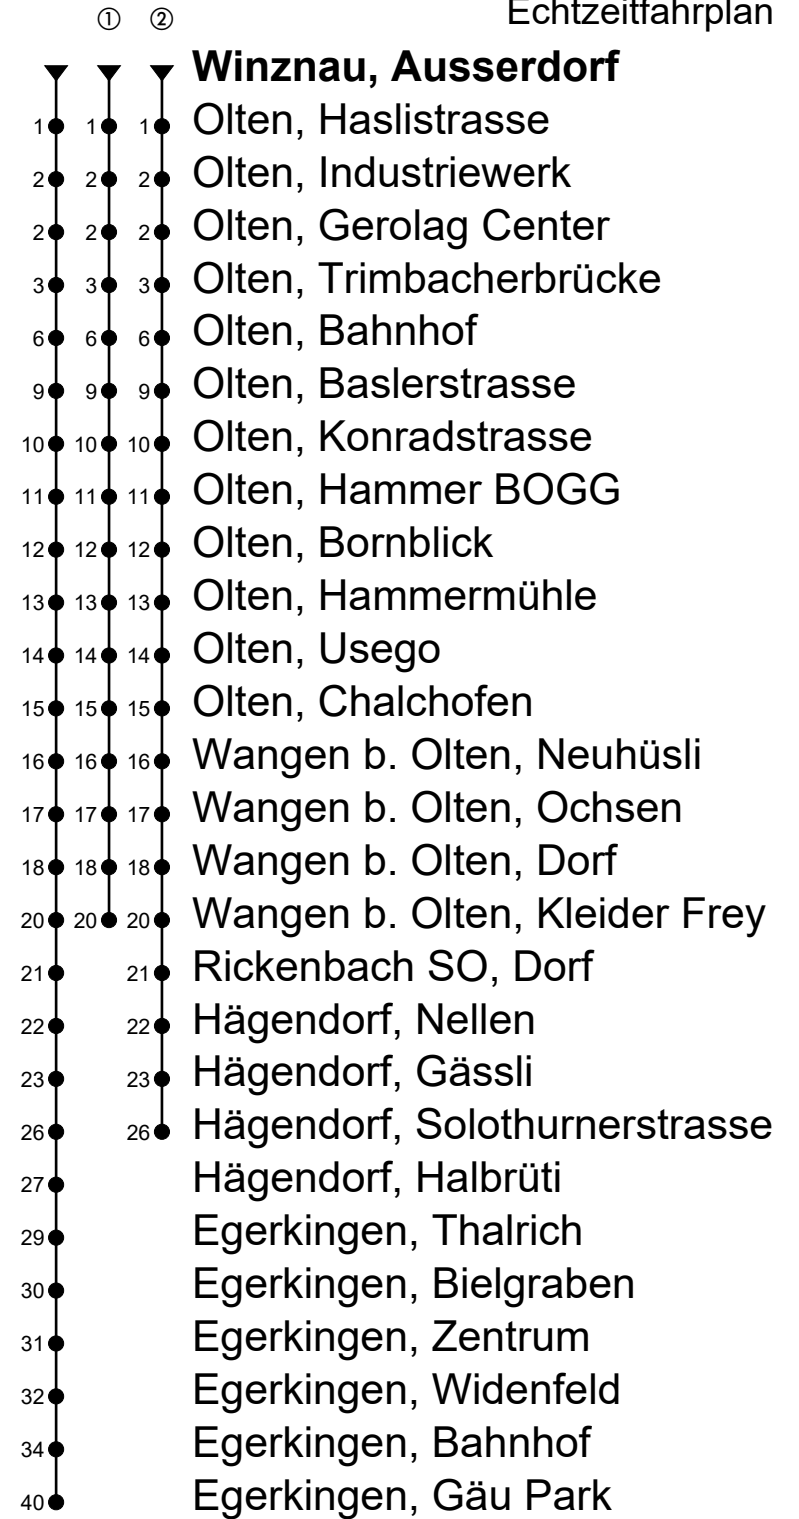 Echtzeitfahrplan
① ②
Winznau, Ausserdorf
1 1 1 Olten, Haslistrasse
2 2 2 Olten, Industriewerk
2 2 2 Olten, Gerolag Center
3 3 3 Olten, Trimbacherbrücke
6 6 6 Olten, Bahnhof
9 9 9 Olten, Baslerstrasse
10 10 10 Olten, Konradstrasse
11 11 11 Olten, Hammer BOGG
12 12 12 Olten, Bornblick
13 13 13 Olten, Hammermühle
14 14 14 Olten, Usego
15 15 15 Olten, Chalchofen
16 16 16 Wangen b. Olten, Neuhüsli
17 17 17 Wangen b. Olten, Ochsen
18 18 18 Wangen b. Olten, Dorf
20 20 20 Wangen b. Olten, Kleider Frey
21 21 Rickenbach SO, Dorf
22 22 Hägendorf, Nellen
23 23 Hägendorf, Gässli
26 26 Hägendorf, Solothurnerstrasse
27 Hägendorf, Halbrüti
29 Egerkingen, Thalrich
30 Egerkingen, Bielgraben
31 Egerkingen, Zentrum
32 Egerkingen, Widenfeld
34 Egerkingen, Bahnhof
40 Egerkingen, Gäu Park